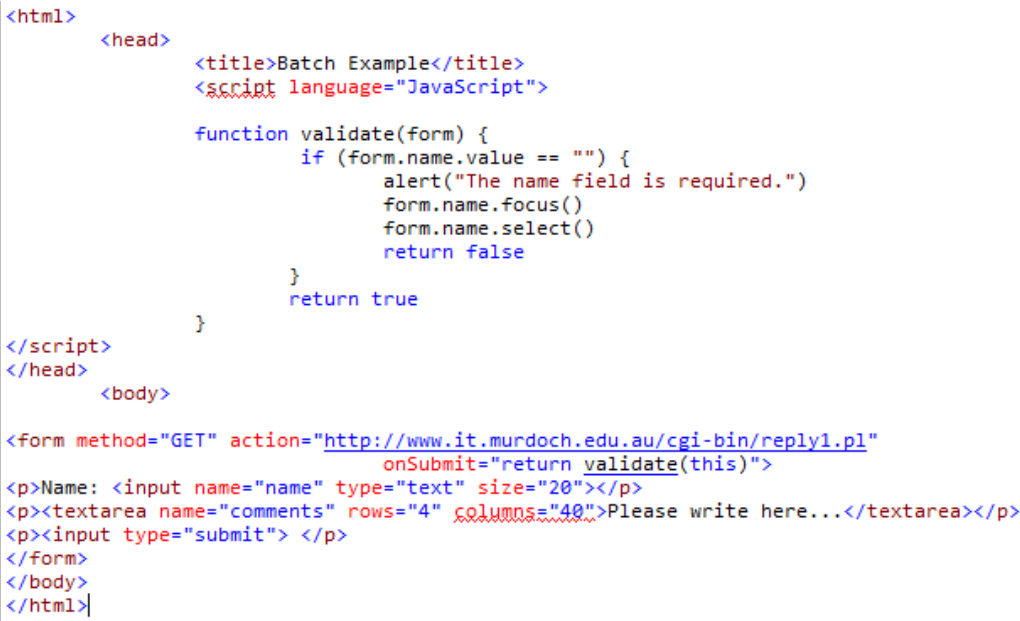 <html>
<head>
<title>Batch Example</title>
<script language="JavaScript">
function validate(form) {
if (form.name.value == "") {
alert("The name field is required.")
form.name.focus()
form.name.select()
return false
}
return true
}
</script>
</head>
<body>
<form method="GET" action="http://www.it.murdoch.edu.au/cgi-bin/reply1.pl"
onSubmit="return validate(this)">
<p>Name: <input name="name" type="text" size="20"></p>
<p><textarea name="comments" rows="4" columns="40">Please write here...</textarea></p>
<p><input type="submit"> </p>
</form>
</body>
</html>